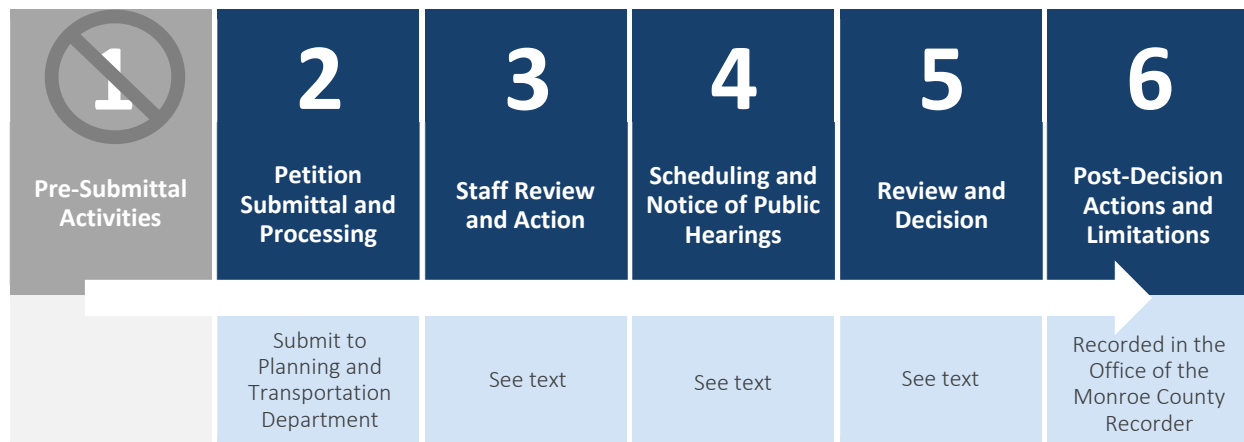 1
Pre-Submittal
Activities
2
Petition
Submittal and
Processing
3
Staff Review
and Action
4
Scheduling and
Notice of Public
Hearings
5
Review and
Decision
6
Post-Decision
Actions and
Limitations
Submit to
Planning and
Transportation
Department
See text
See text
See text
Recorded in the
Office of the
Monroe County
Recorder